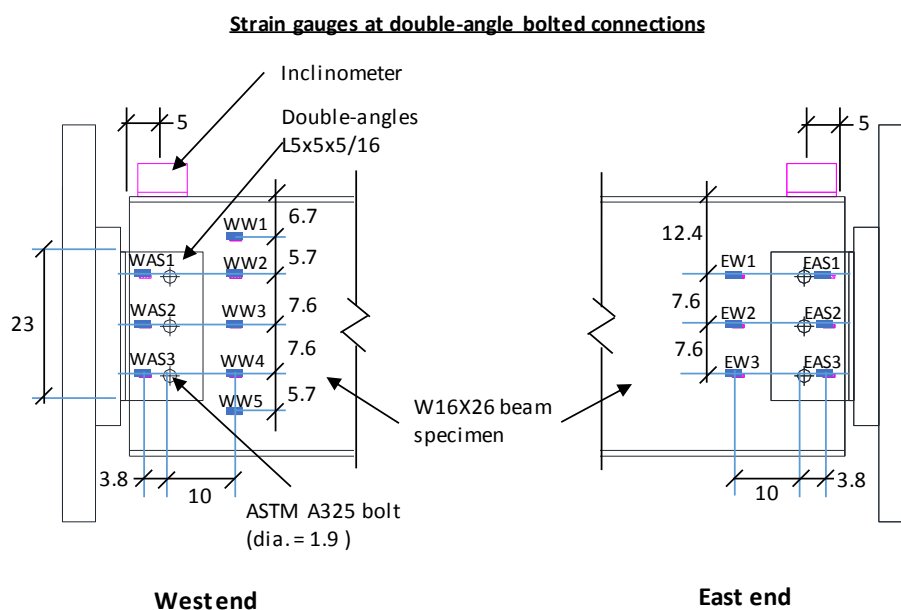 Strain gauges at double-angle bolted connections
Inclinometer
5
Double-angles
L5x5x5/16
5
WW1
6.7
12.4
WAS1
WW2
5.7
EW1
EAS1
WAS2
WW3
7.6
7.6
EW2
EAS2
23
WAS3
WW4
7.6
7.6
EW3
EAS3
WW5
5.7
W16X26 beam
specimen
3.8
10
10
3.8
ASTM A325 bolt
(dia. = 1.9 )
West end
East end